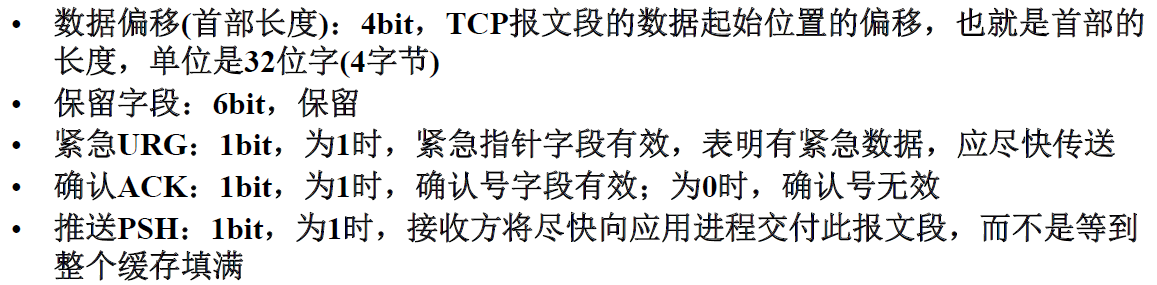 • 数据偏移(首部长度)：4bit，TCP报文段的数据起始位置的偏移，也就是首部的
长度，单位是32位字(4字节)
• 保留字段：6bit，保留
• 紧急URG：1bit，为1时，紧急指针字段有效，表明有紧急数据，应尽快传送
• 确认ACK：1bit，为1时，确认号字段有效；为0时，确认号无效
• 推送PSH：1bit，为1时，接收方将尽快向应用进程交付此报文段，而不是等到
整个缓存填满